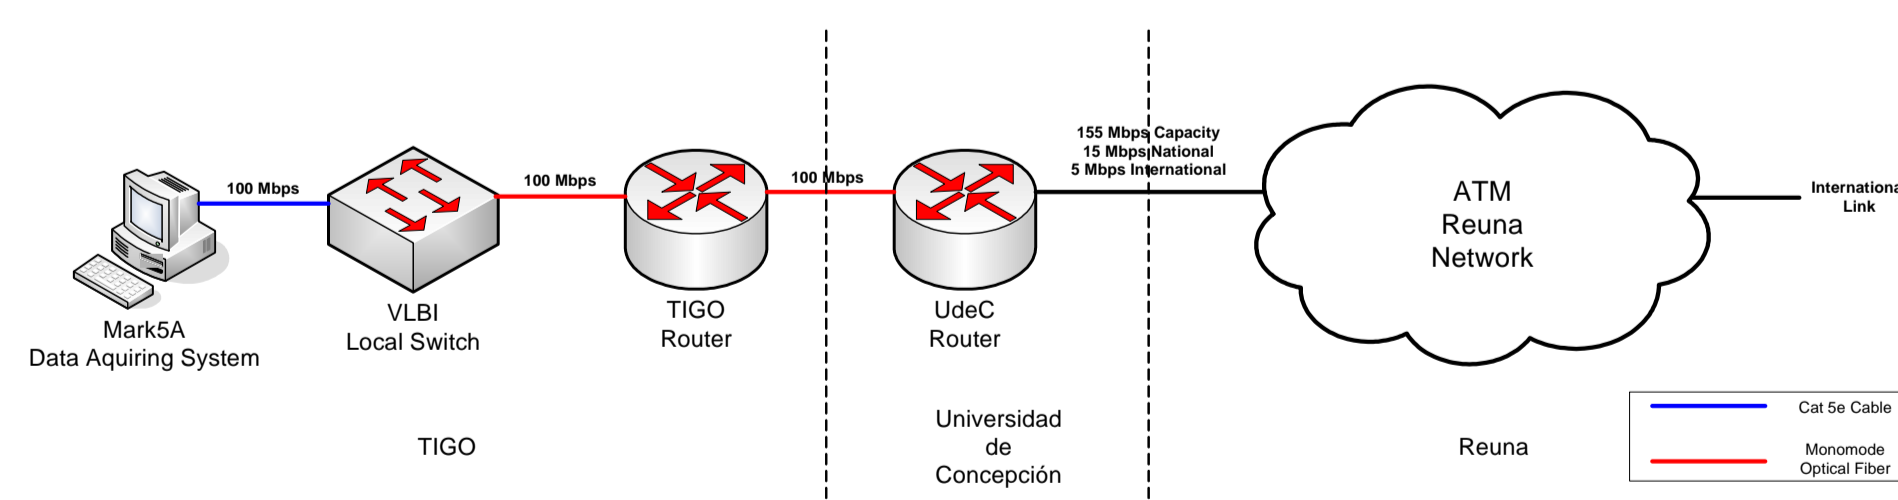 100 Mbps
100 Mbps
100 Mbps
155 Mbps Capacity
15 Mbps National
5 Mbps International
Mark5A
Data Aquiring System
VLBI
Local Switch
TIGO
Router
UdeC
Router
ATM
Reuna
Network
Internationa
Link
TIGO
Universidad
de
Concepción
Reuna
Cat 5e Cable
Monomode
Optical Fiber